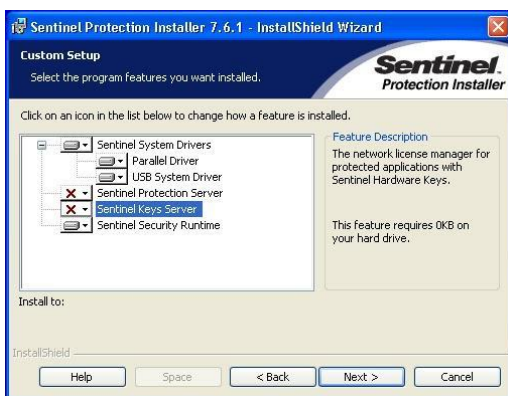 Sentinel Protection Installer 7.6.1 - InstallShield Wizard
Custom Setup
Select the program features you want installed.
Sentinel.
Protection Installer
Click on an icon in the list below to change how a feature is installed.
Sentinel System Drivers
Parallel Driver
USB System Driver
Sentinel Protection Server
Sentinel Keys Server
Sentinel Security Runtime
Feature Description
The network license manager for
protected applications with
Sentinel Hardware Keys.
This feature requires 0KB on
your hard drive.
Install to:
InstallShield
Help
Space
< Back
Next >
Cancel